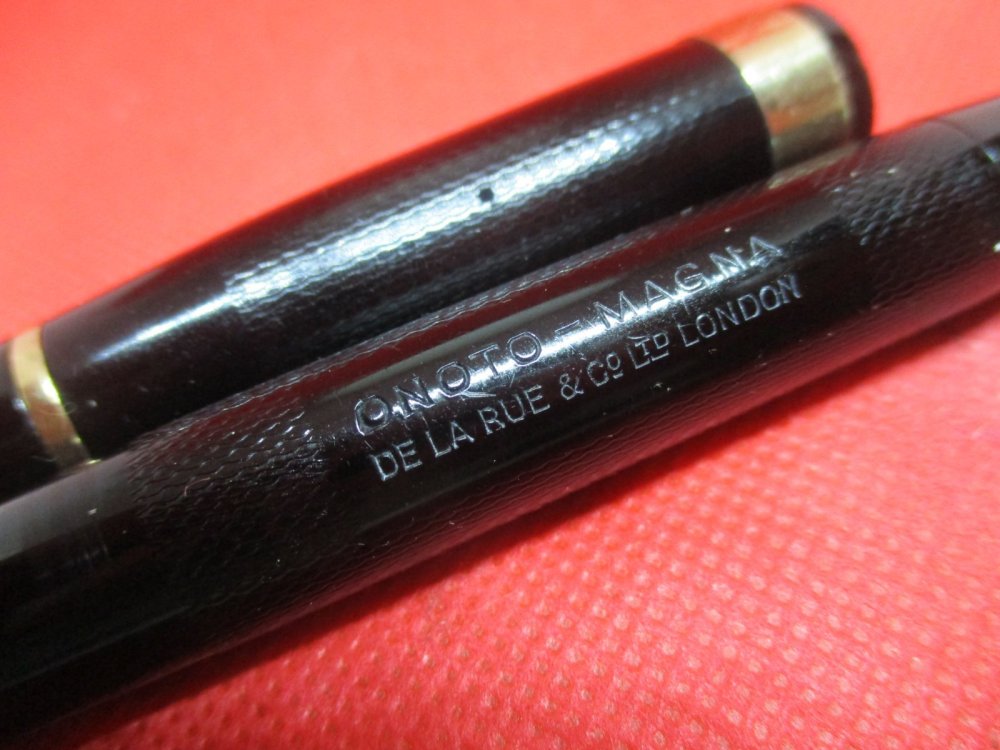 ONOTO - MAGNA
DE LA RUE & Cº LTD LONDON